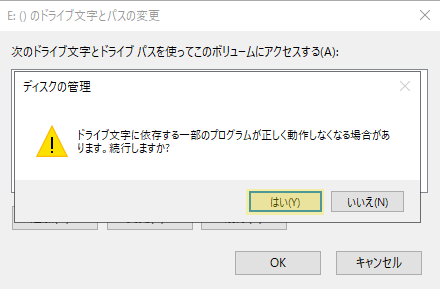 E: () のドライブ文字とパスの変更
次のドライブ文字とドライブ パスを使ってこのボリュームにアクセスする(A):
ディスクの管理
ドライブ文字に依存する一部のプログラムが正しく動作しなくなる場合があ
ります。続行しますか?
はい(Y)
いいえ(N)
OK
キャンセル